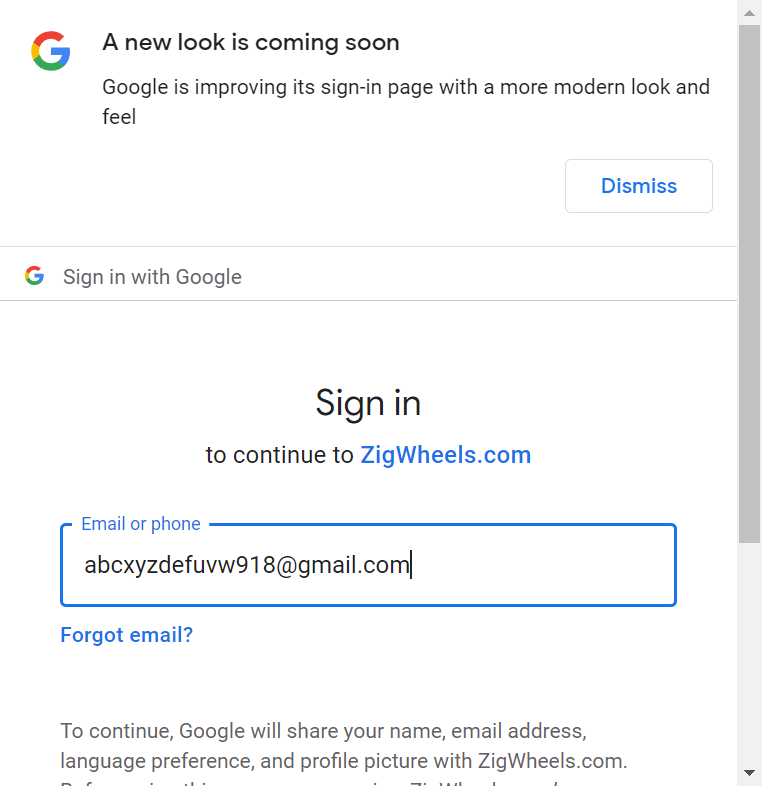 A new look is coming soon
Google is improving its sign-in page with a more modern look and
feel
Dismiss
Sign in with Google
Sign in
to continue to ZigWheels.com
Email or phone
abcxyzdefuvw918@gmail.com
Forgot email?
To continue, Google will share your name, email address,
language preference, and profile picture with ZigWheels.com.